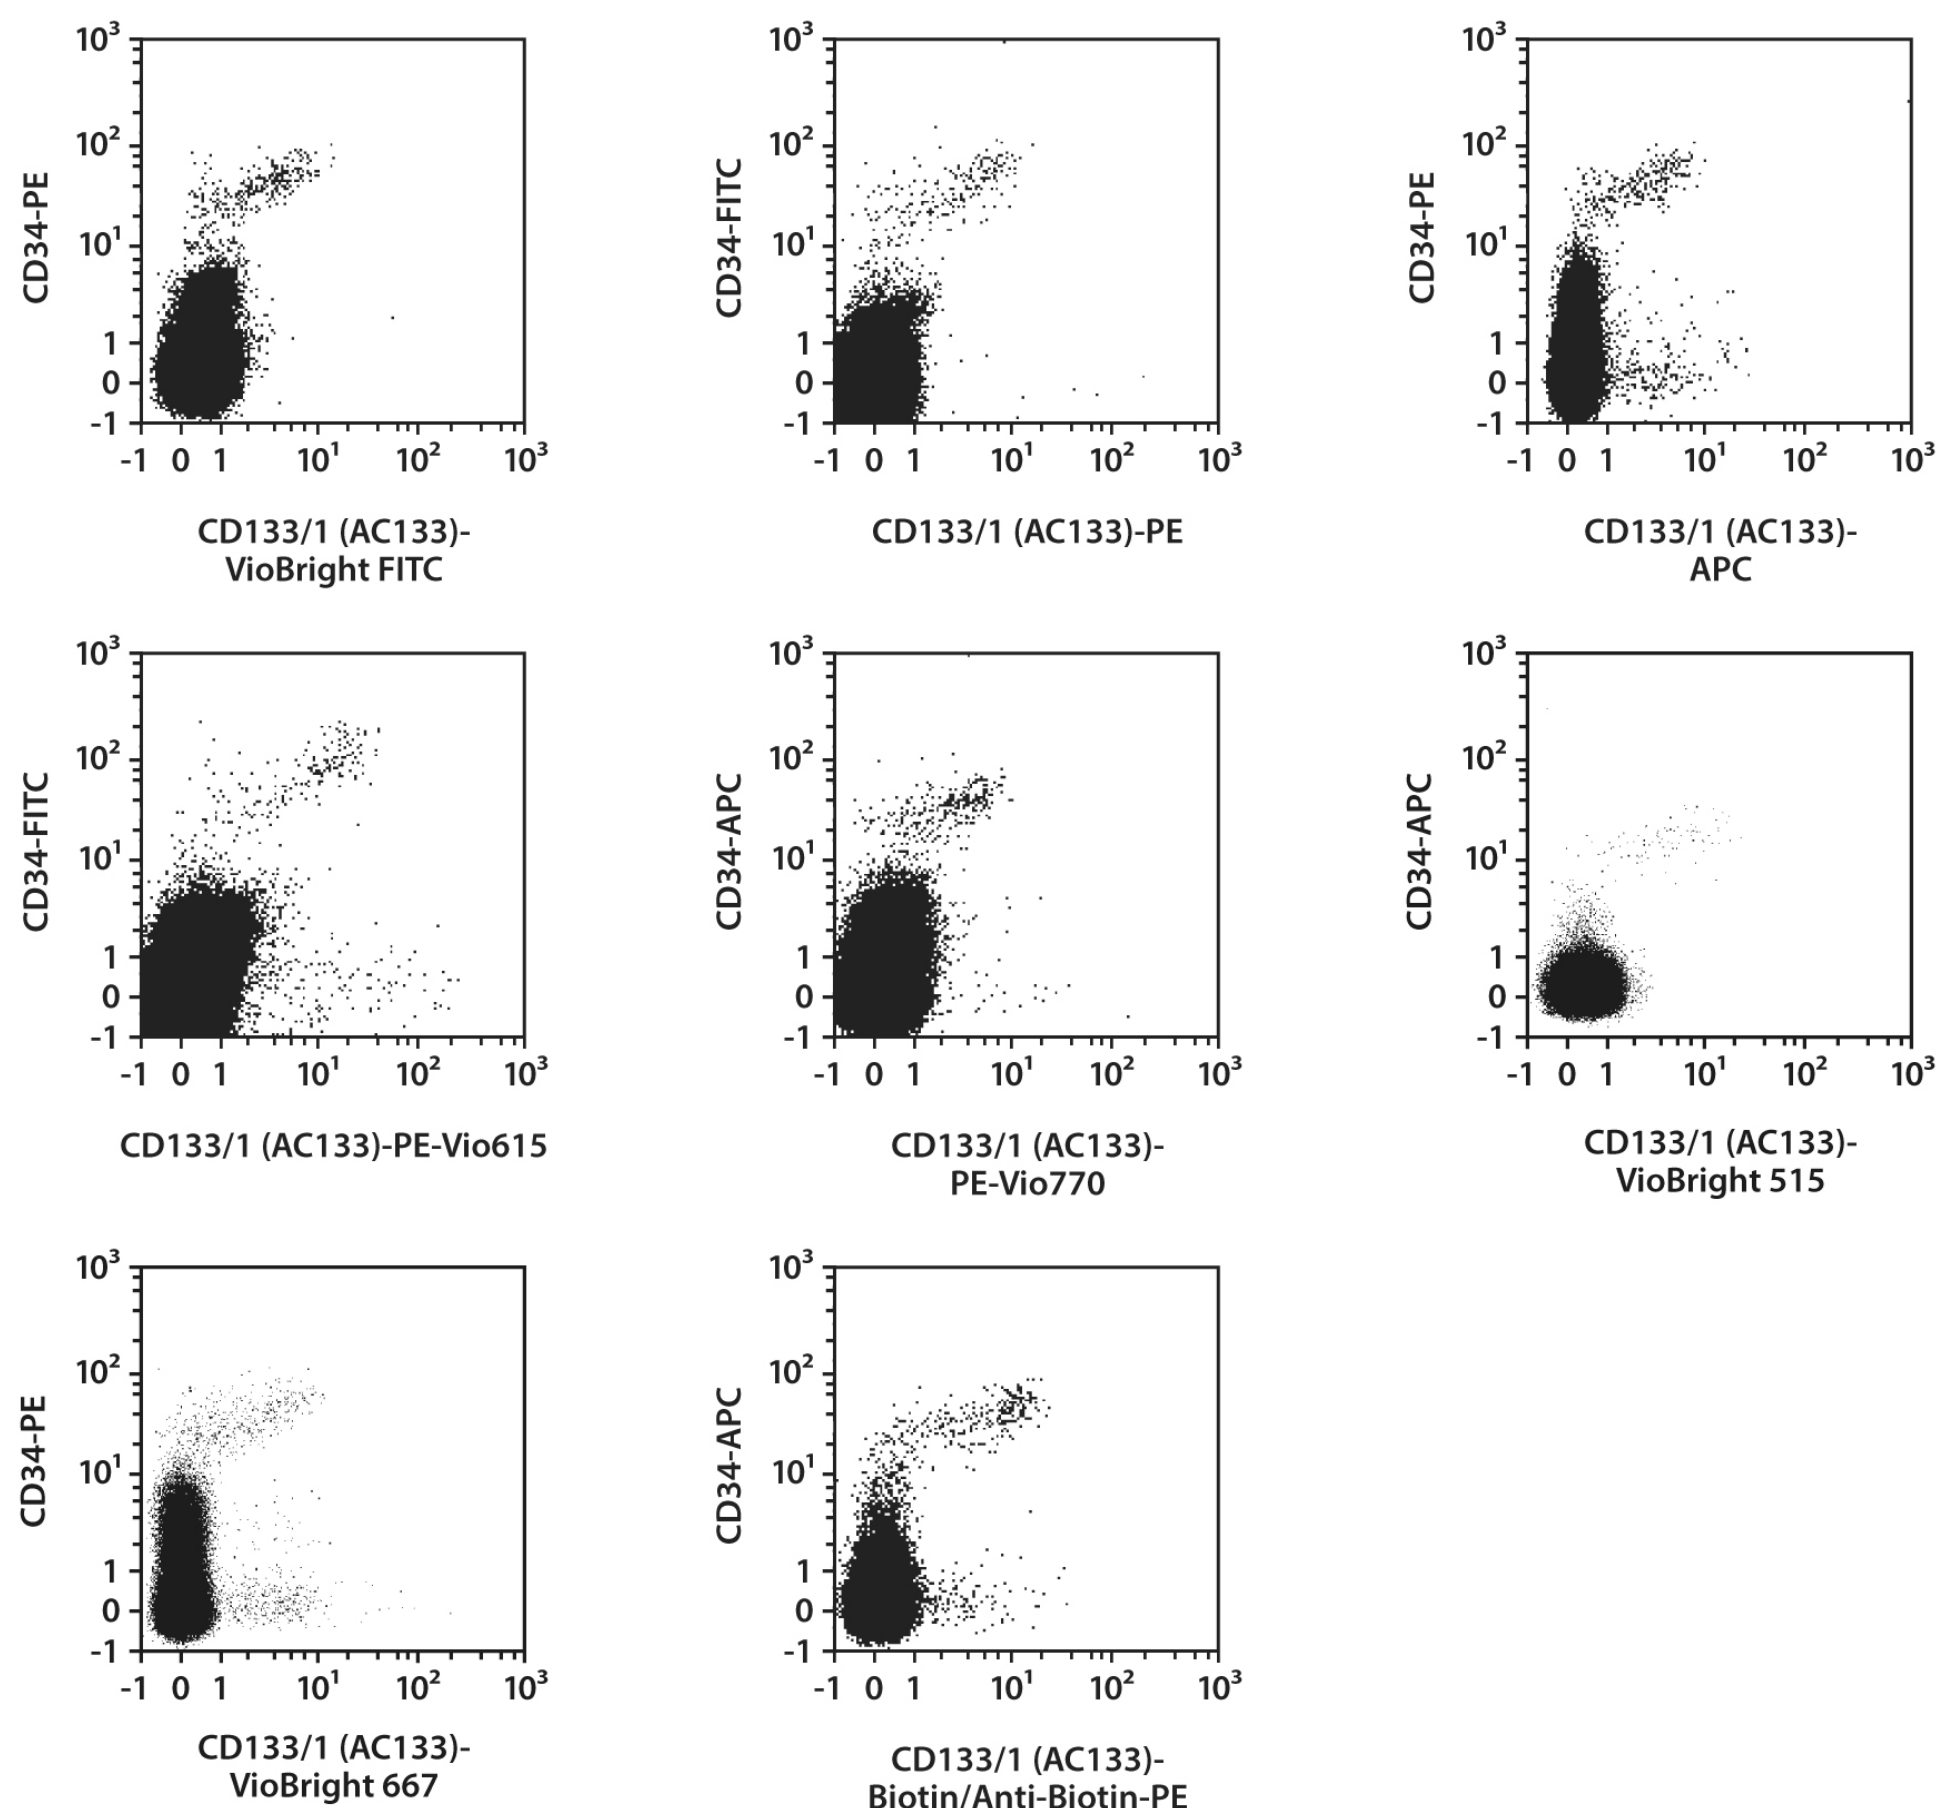 10³ 10³ 10³
10² 10² 10²
CD34-PE CD34-FITC CD34-PE
10¹ 10¹ 10¹
1 1 1
0 0 0
-1 -1 -1
-1 0 1 10¹ 10² 10³ -1 0 1 10¹ 10² 10³ -1 0 1 10¹ 10² 10³
CD133/1 (AC133)- CD133/1 (AC133)-PE CD133/1 (AC133)-
VioBright FITC APC
10³ 10³ 10³
10² 10² 10²
CD34-FITC CD34-APC CD34-APC
10¹ 10¹ 10¹
1 1 1
0 0 0
-1 -1 -1
-1 0 1 10¹ 10² 10³ -1 0 1 10¹ 10² 10³ -1 0 1 10¹ 10² 10³
CD133/1 (AC133)-PE-Vio615 CD133/1 (AC133)- CD133/1 (AC133)-
PE-Vio770 VioBright 515
10³ 10³
10² 10²
CD34-PE CD34-APC
10¹ 10¹
1 1
0 0
-1 -1
-1 0 1 10¹ 10² 10³ -1 0 1 10¹ 10² 10³
CD133/1 (AC133)- CD133/1 (AC133)-
VioBright 667 Biotin/Anti-Biotin-PE